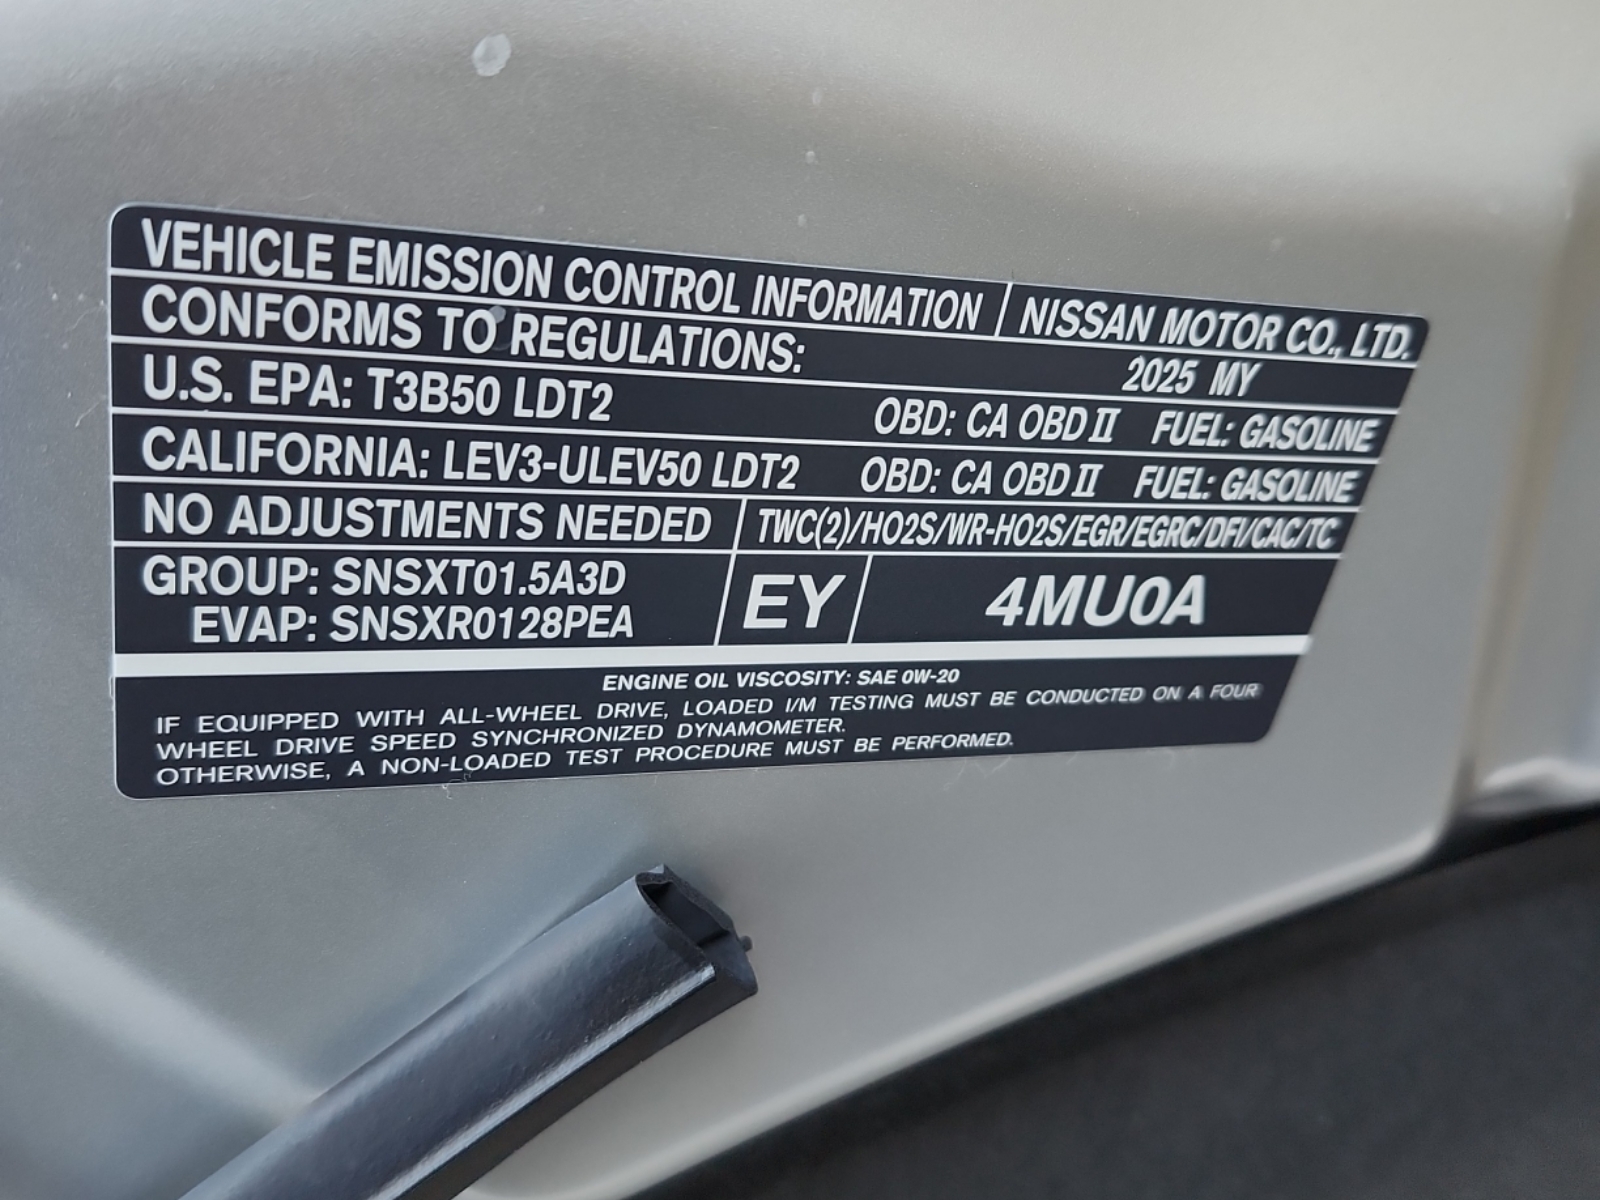 VEHICLE EMISSION CONTROL INFORMATION NISSAN MOTOR CO., LTD.
CONFORMS TO REGULATIONS: 2025 MY
U.S. EPA: T3B50 LDT2 OBD: CA OBD II FUEL: GASOLINE
CALIFORNIA: LEV3-ULEV50 LDT2 OBD: CA OBD II FUEL: GASOLINE
NO ADJUSTMENTS NEEDED TWC(2)/HO2S/WR-HO2S/EGR/EGRC/DFI/CAC/TC
GROUP: SNSXT01.5A3D
EVAP: SNSXR0128PEA
EY 4MU0A
ENGINE OIL VISCOSITY: SAE 0W-20
IF EQUIPPED WITH ALL-WHEEL DRIVE, LOADED I/M TESTING MUST BE CONDUCTED ON A FOUR
WHEEL DRIVE SPEED SYNCHRONIZED DYNAMOMETER.
OTHERWISE, A NON-LOADED TEST PROCEDURE MUST BE PERFORMED.